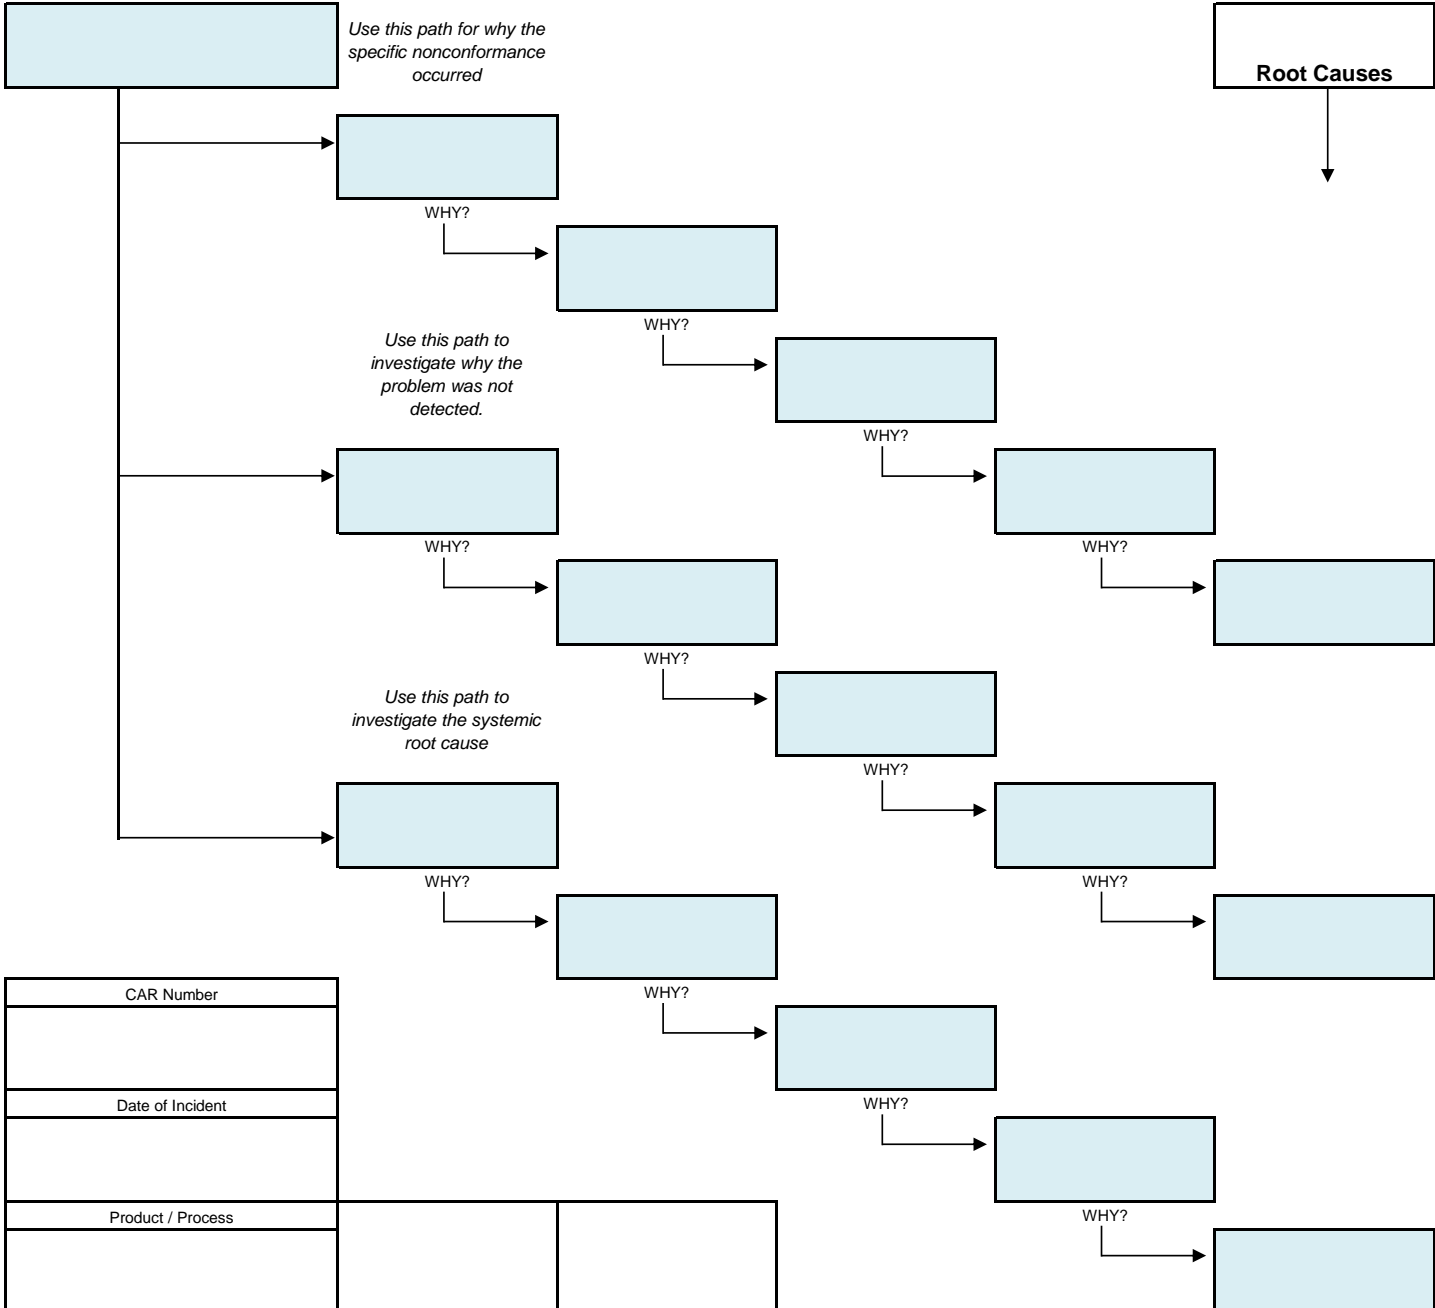 Use this path for why the
specific nonconformance
occurred
Root Causes
WHY?
WHY?
Use this path to
investigate why the
problem was not
detected.
WHY?
WHY?
WHY?
WHY?
Use this path to
investigate the systemic
root cause
WHY?
WHY?
WHY?
CAR Number
WHY?
Date of Incident
WHY?
Product / Process
WHY?